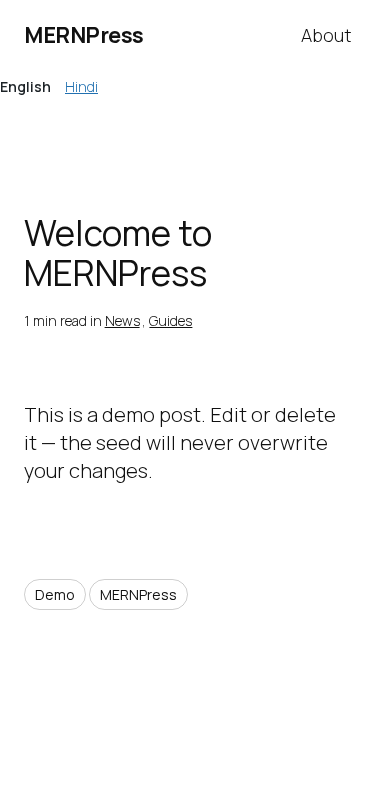 MERNPress About
English Hindi
Welcome to
MERNPress
1 min read in News, Guides
This is a demo post. Edit or delete
it — the seed will never overwrite
your changes.
Demo MERNPress